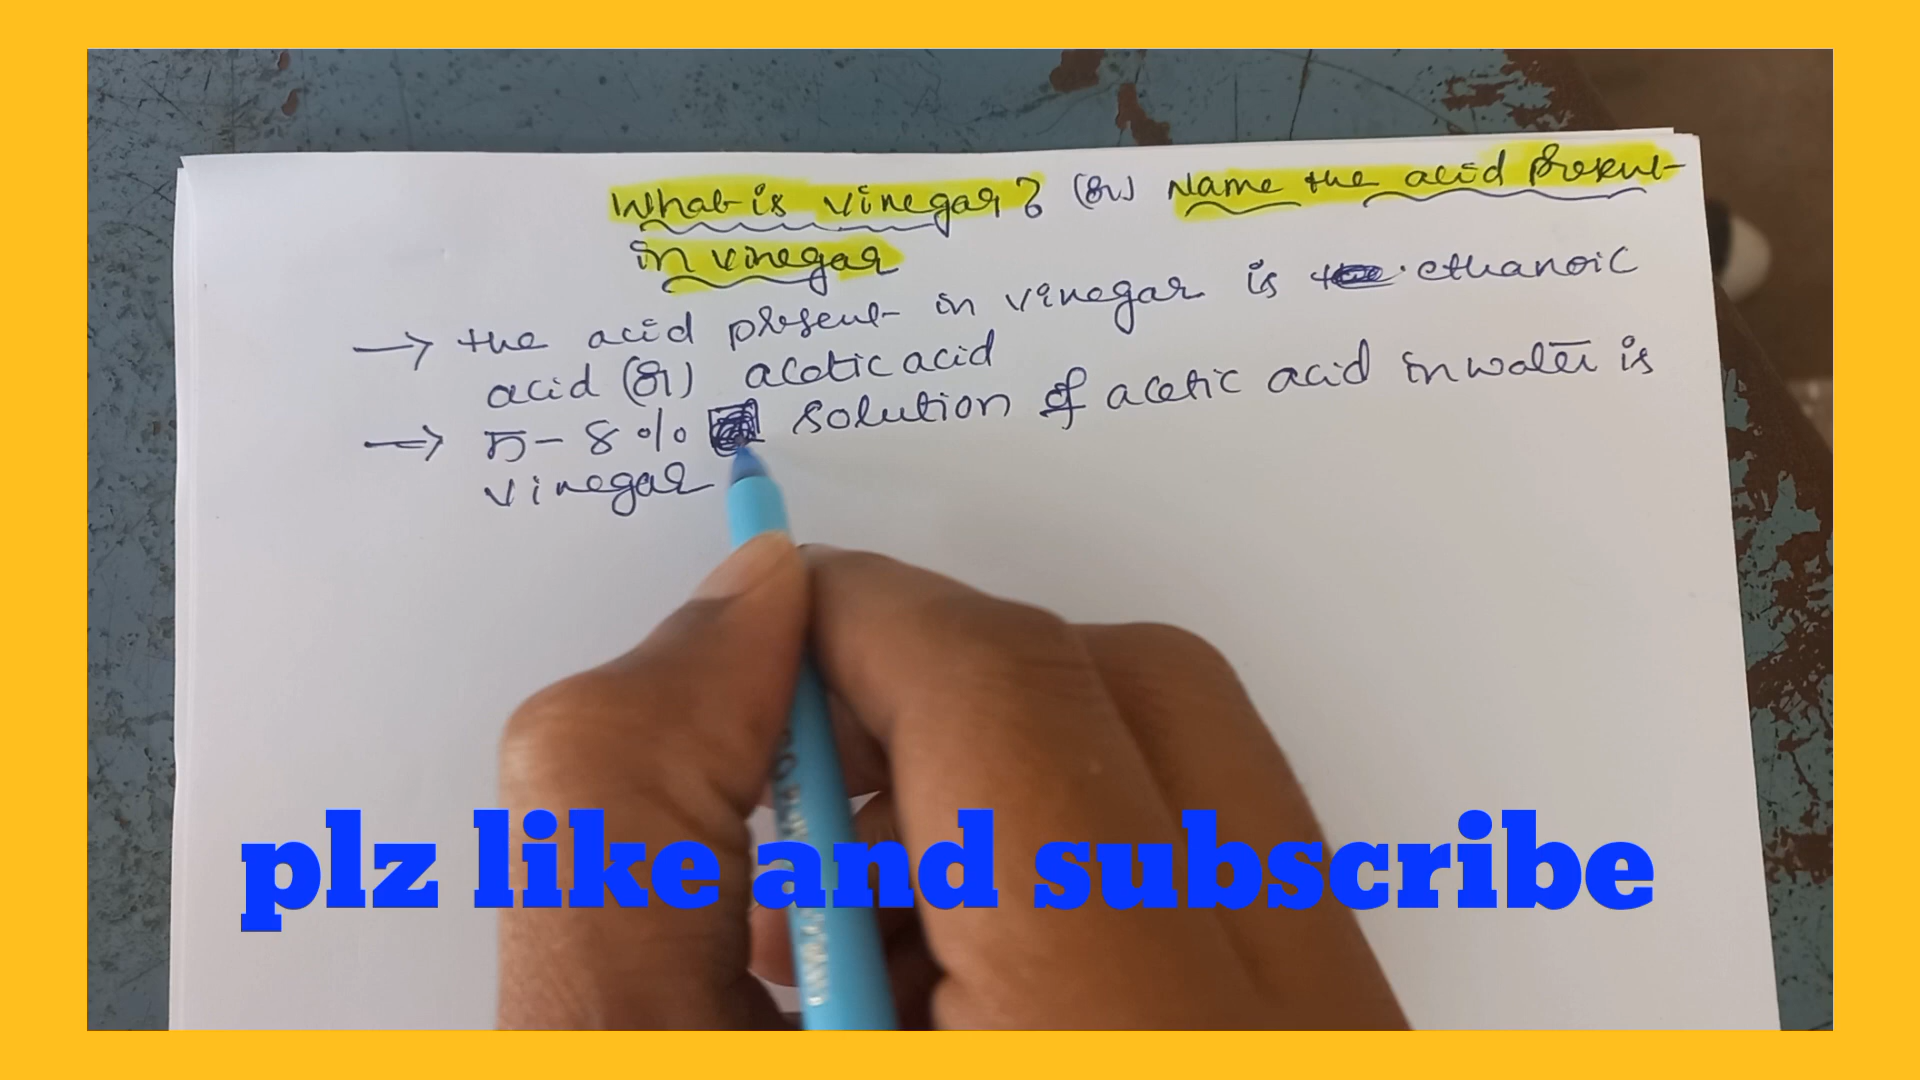 What is vinegar? (or) Name the acid present
in vinegar
→ the acid present in vinegar is ethanoic
acid (or) acetic acid
→ 5-8% solution of acetic acid in water is
vinegar
plz like and subscribe